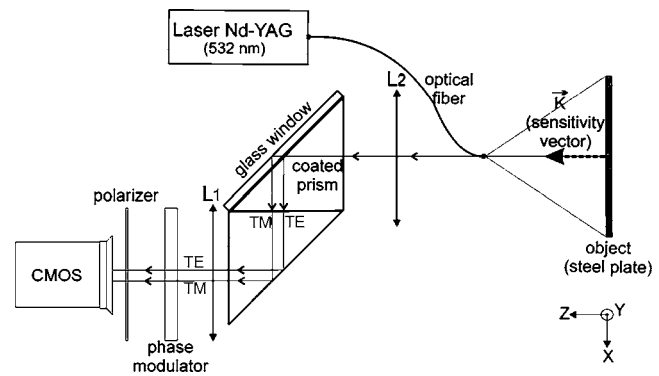 Laser Nd-YAG
(532 nm)
optical
fiber
L2
K
(sensitivity
vector)
glass window
coated
prism
polarizer
L1
TM
TE
CMOS
TE
TM
phase
modulator
object
(steel plate)
Z
Y
X